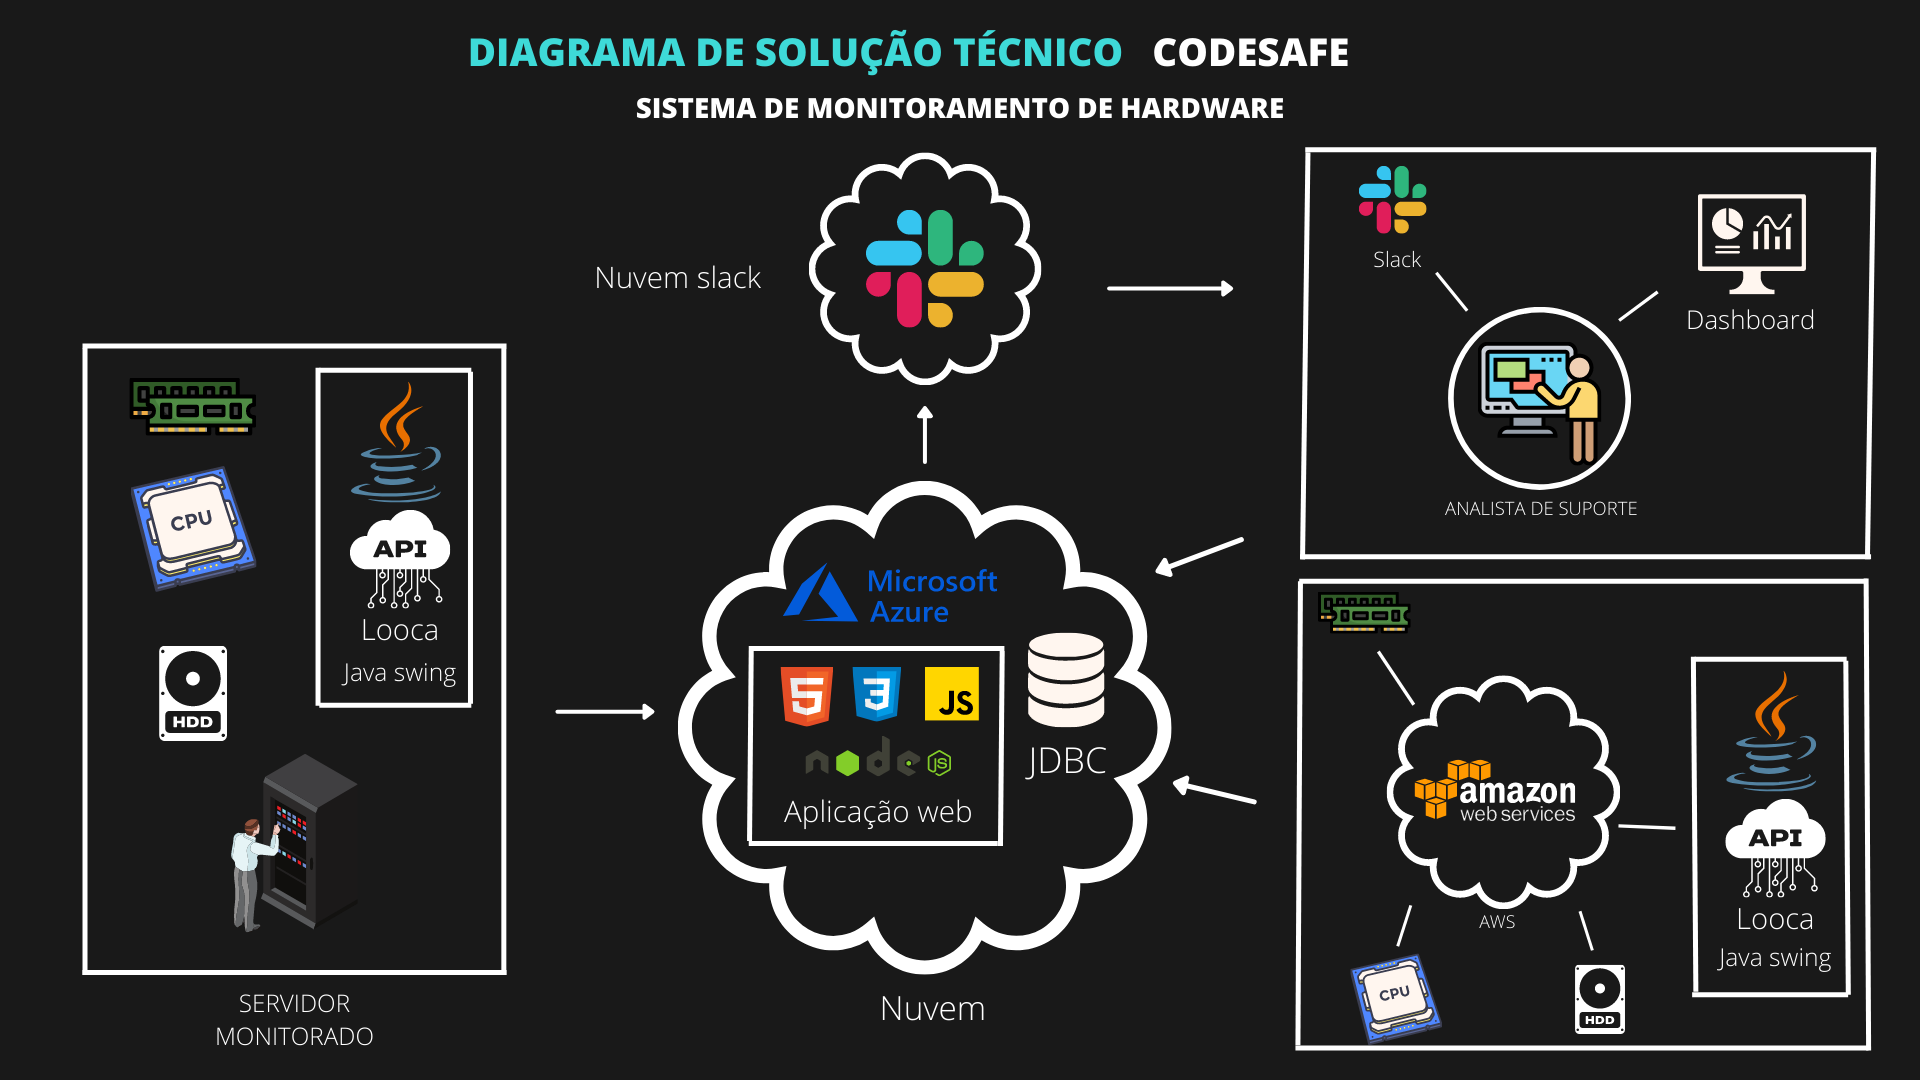 DIAGRAMA DE SOLUÇÃO TÉCNICO CODESAFE
SISTEMA DE MONITORAMENTO DE HARDWARE
Nuvem slack
Slack
Dashboard
ANALISTA DE SUPORTE
CPU
HDD
API
Looca
Java swing
SERVIDOR
MONITORADO
Microsoft
Azure
5
3
JS
node
JS
Aplicação web
JDBC
Nuvem
amazon
web services
AWS
CPU
HDD
API
Looca
Java swing